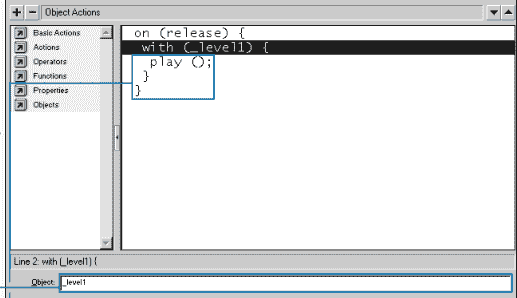 Object Actions
Basic Actions
Actions
Operators
Functions
Properties
Objects
on (release) {
with (_level1) {
play ();
}
}
Line 2: with (_level1) {
Object: _level1